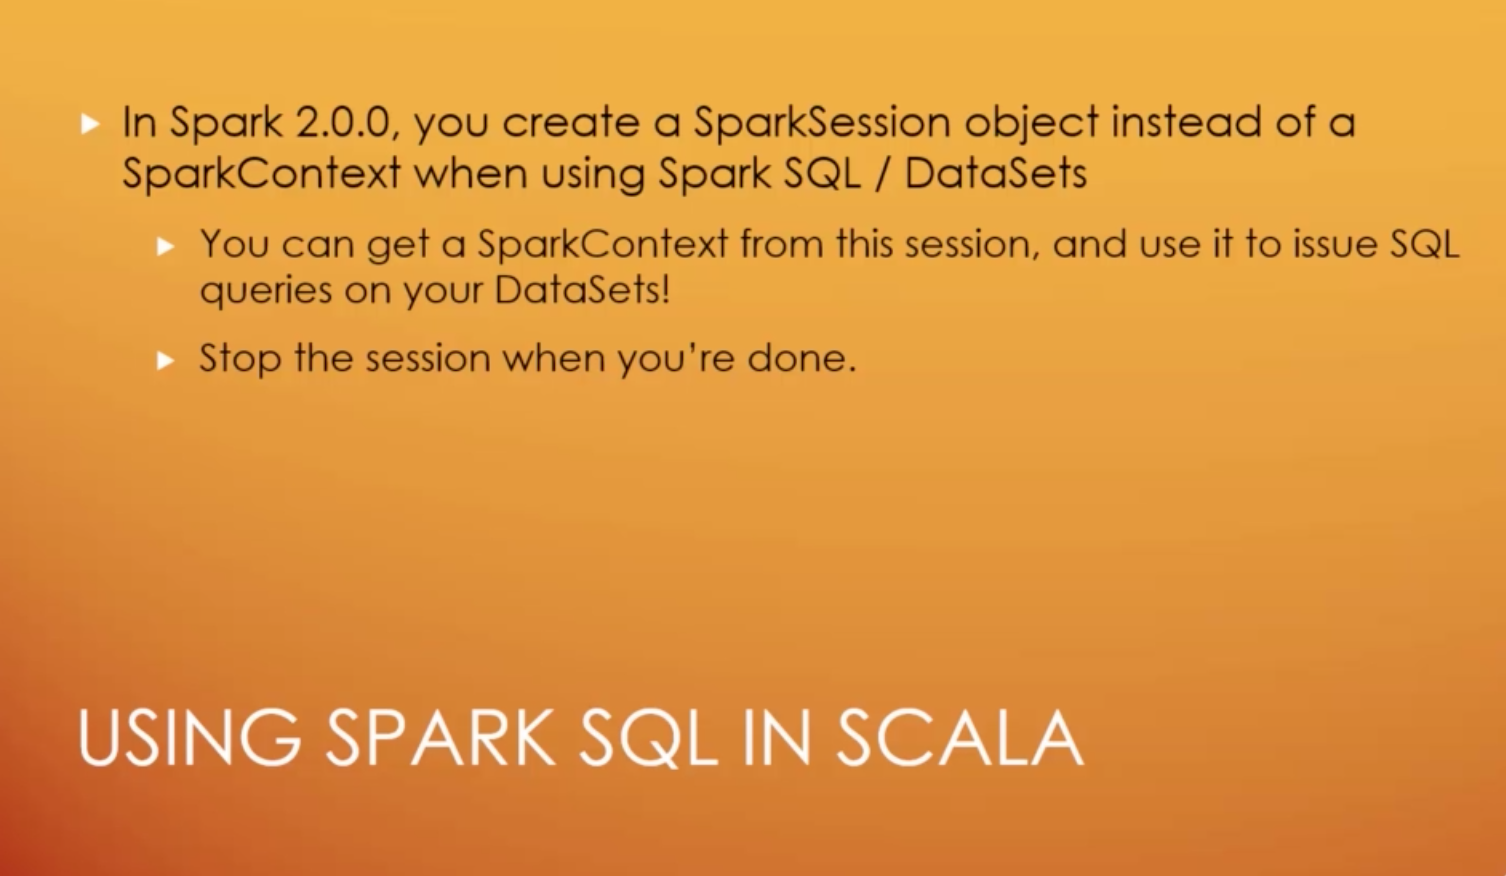 In Spark 2.0.0, you create a SparkSession object instead of a
SparkContext when using Spark SQL / DataSets
You can get a SparkContext from this session, and use it to issue SQL
queries on your DataSets!
Stop the session when you’re done.
USING SPARK SQL IN SCALA